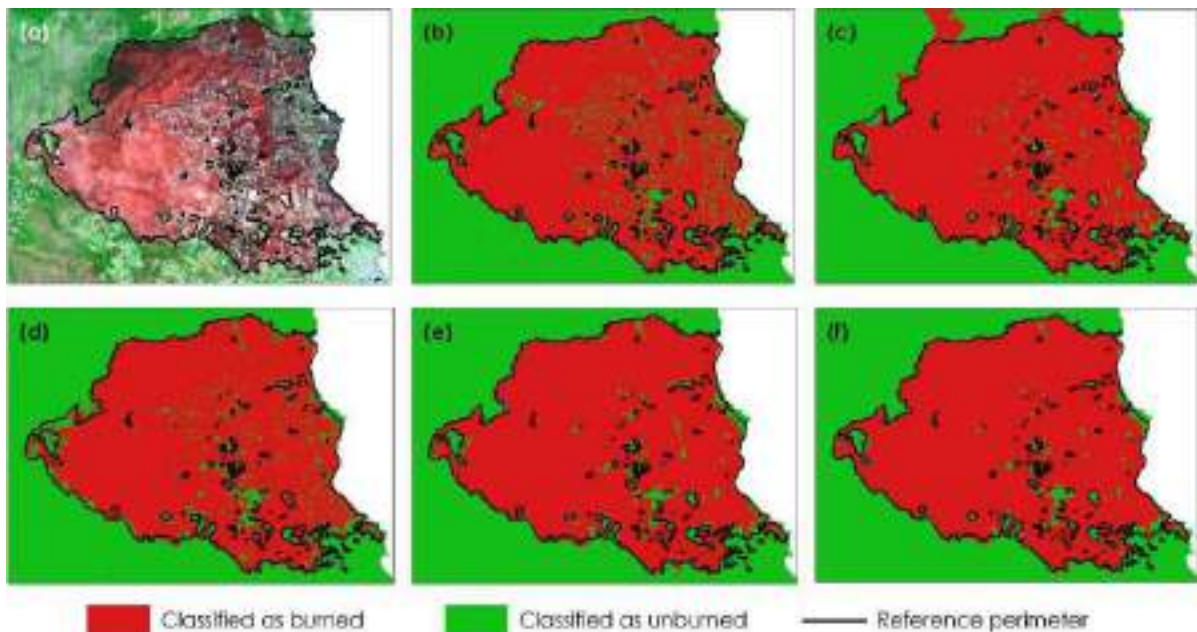 (a) (b) (c)
(d) (e) (f)
Classified as burned Classified as unburned Reference perimeter